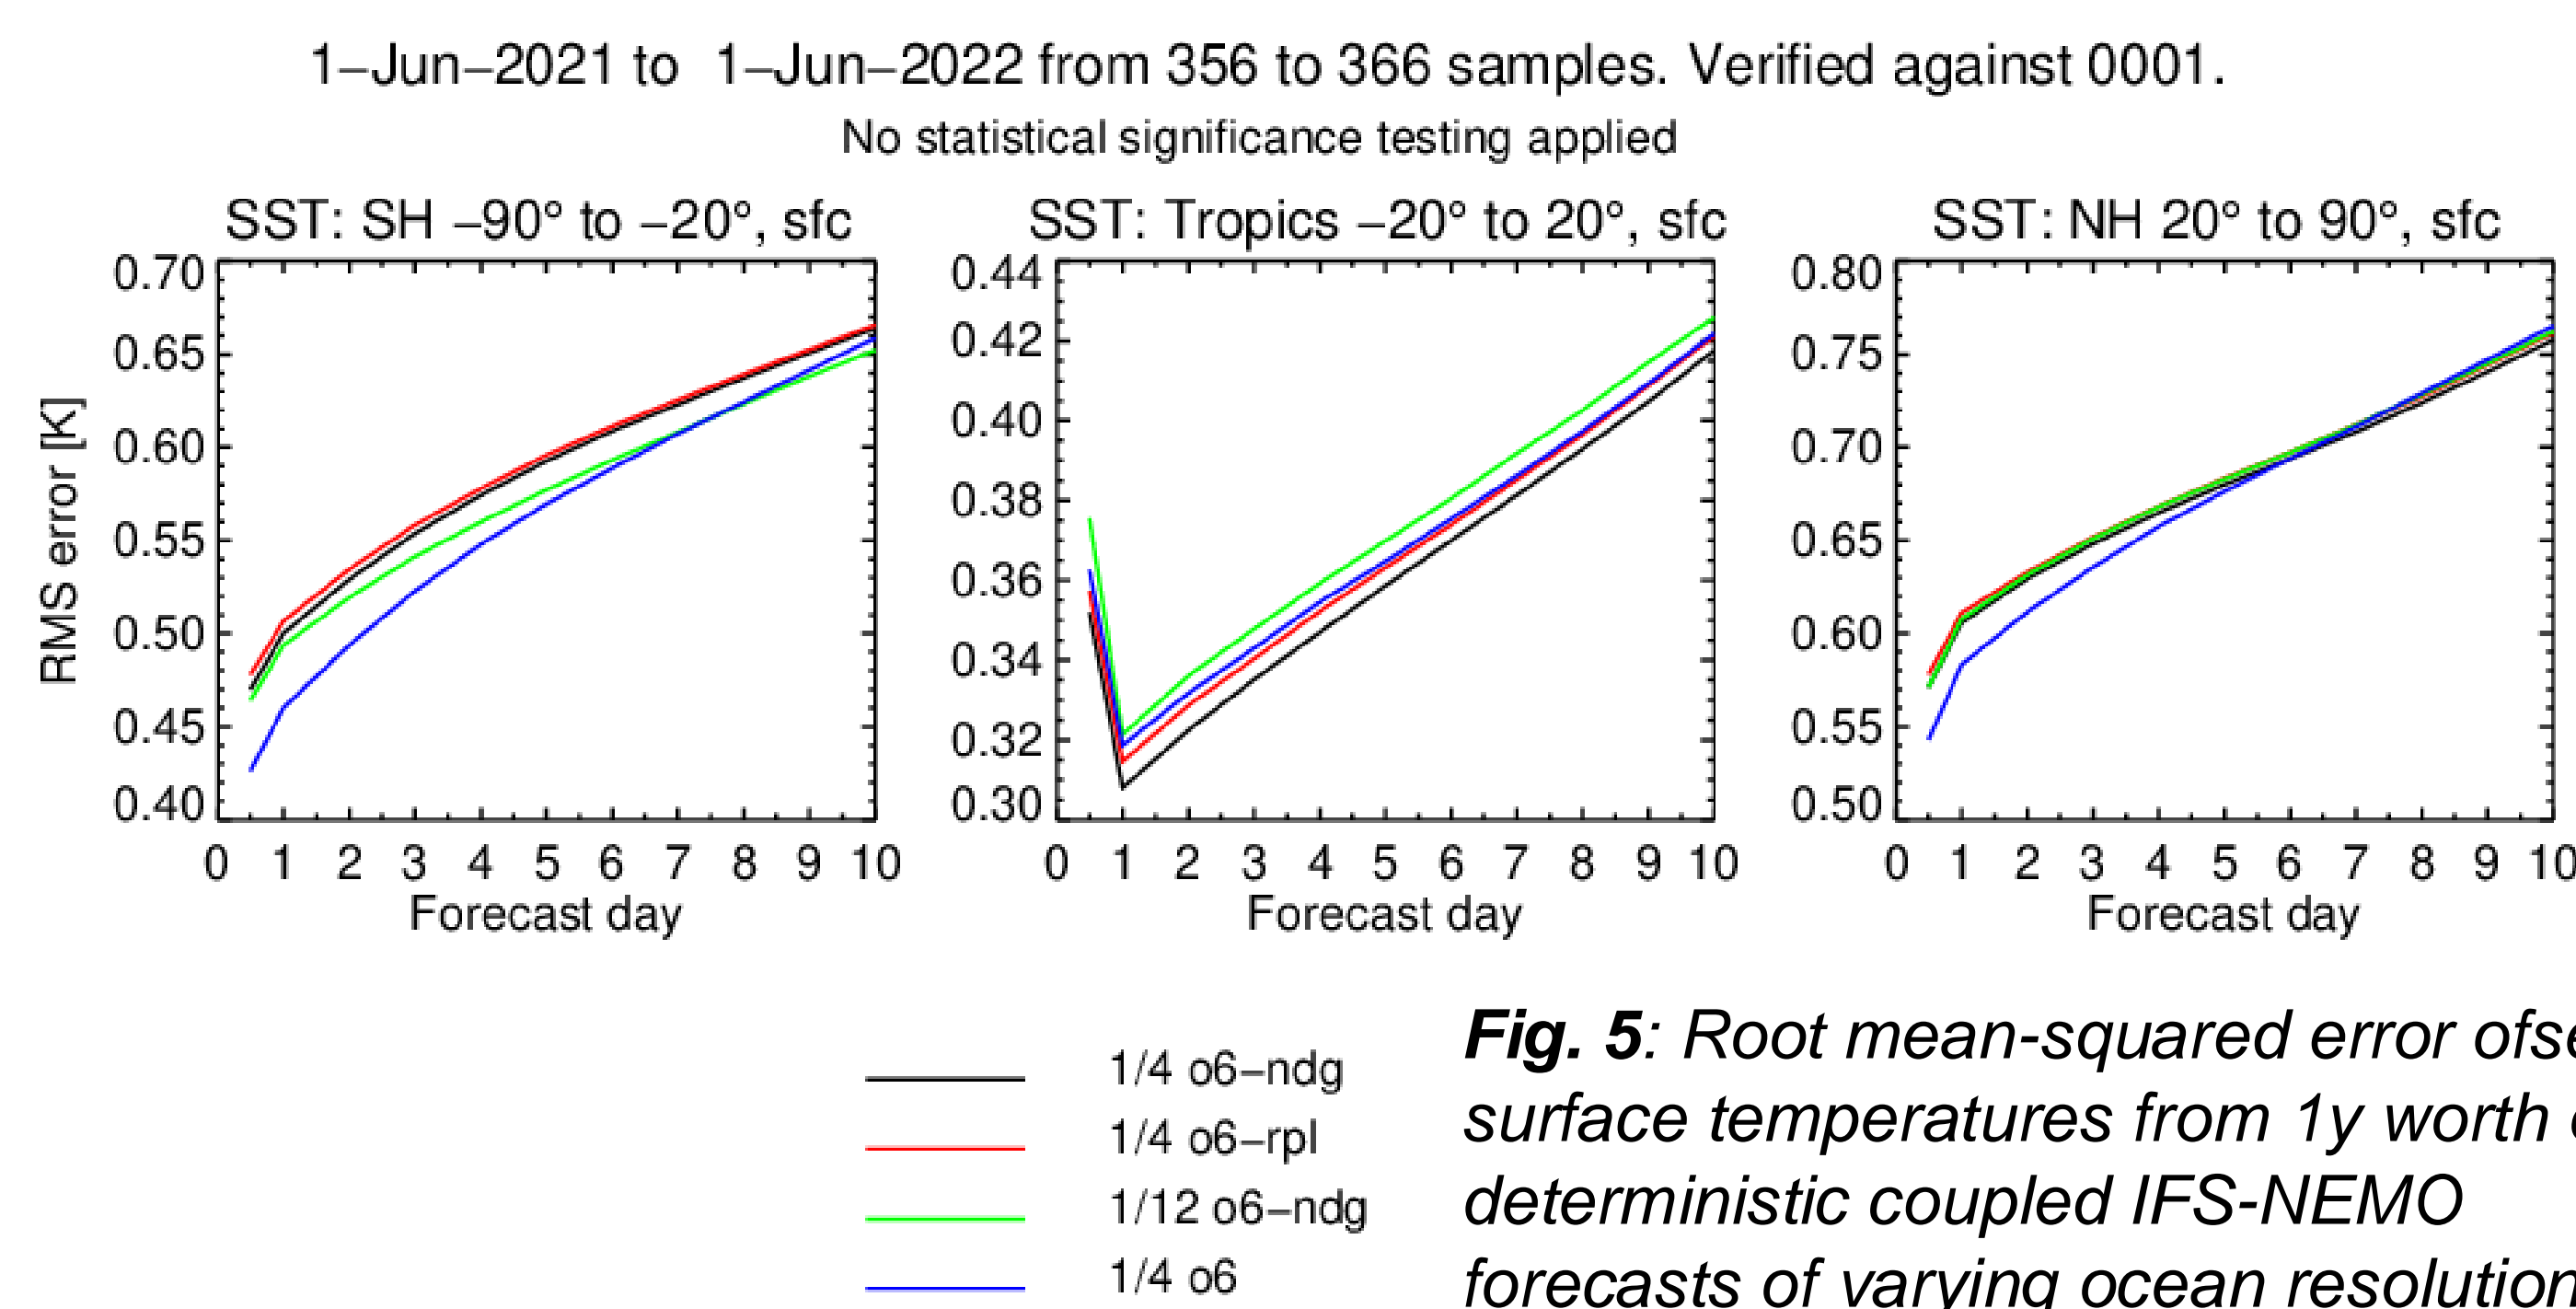 1–Jun–2021 to 1–Jun–2022 from 356 to 366 samples. Verified against 0001.
No statistical significance testing applied
SST: SH –90° to –20°, sfc
SST: Tropics –20° to 20°, sfc
SST: NH 20° to 90°, sfc
RMS error [K]
0.70
0.65
0.60
0.55
0.50
0.45
0.40
0 1 2 3 4 5 6 7 8 9 10
Forecast day
0.44
0.42
0.40
0.38
0.36
0.34
0.32
0.30
0 1 2 3 4 5 6 7 8 9 10
Forecast day
0.80
0.75
0.70
0.65
0.60
0.55
0.50
0 1 2 3 4 5 6 7 8 9 10
Forecast day
1/4 o6–ndg
1/4 o6–rpl
1/12 o6–ndg
1/4 o6
Fig. 5: Root mean-squared error
surface temperatures from 1y worth
deterministic coupled IFS-NEMO
forecasts of varying ocean resolution